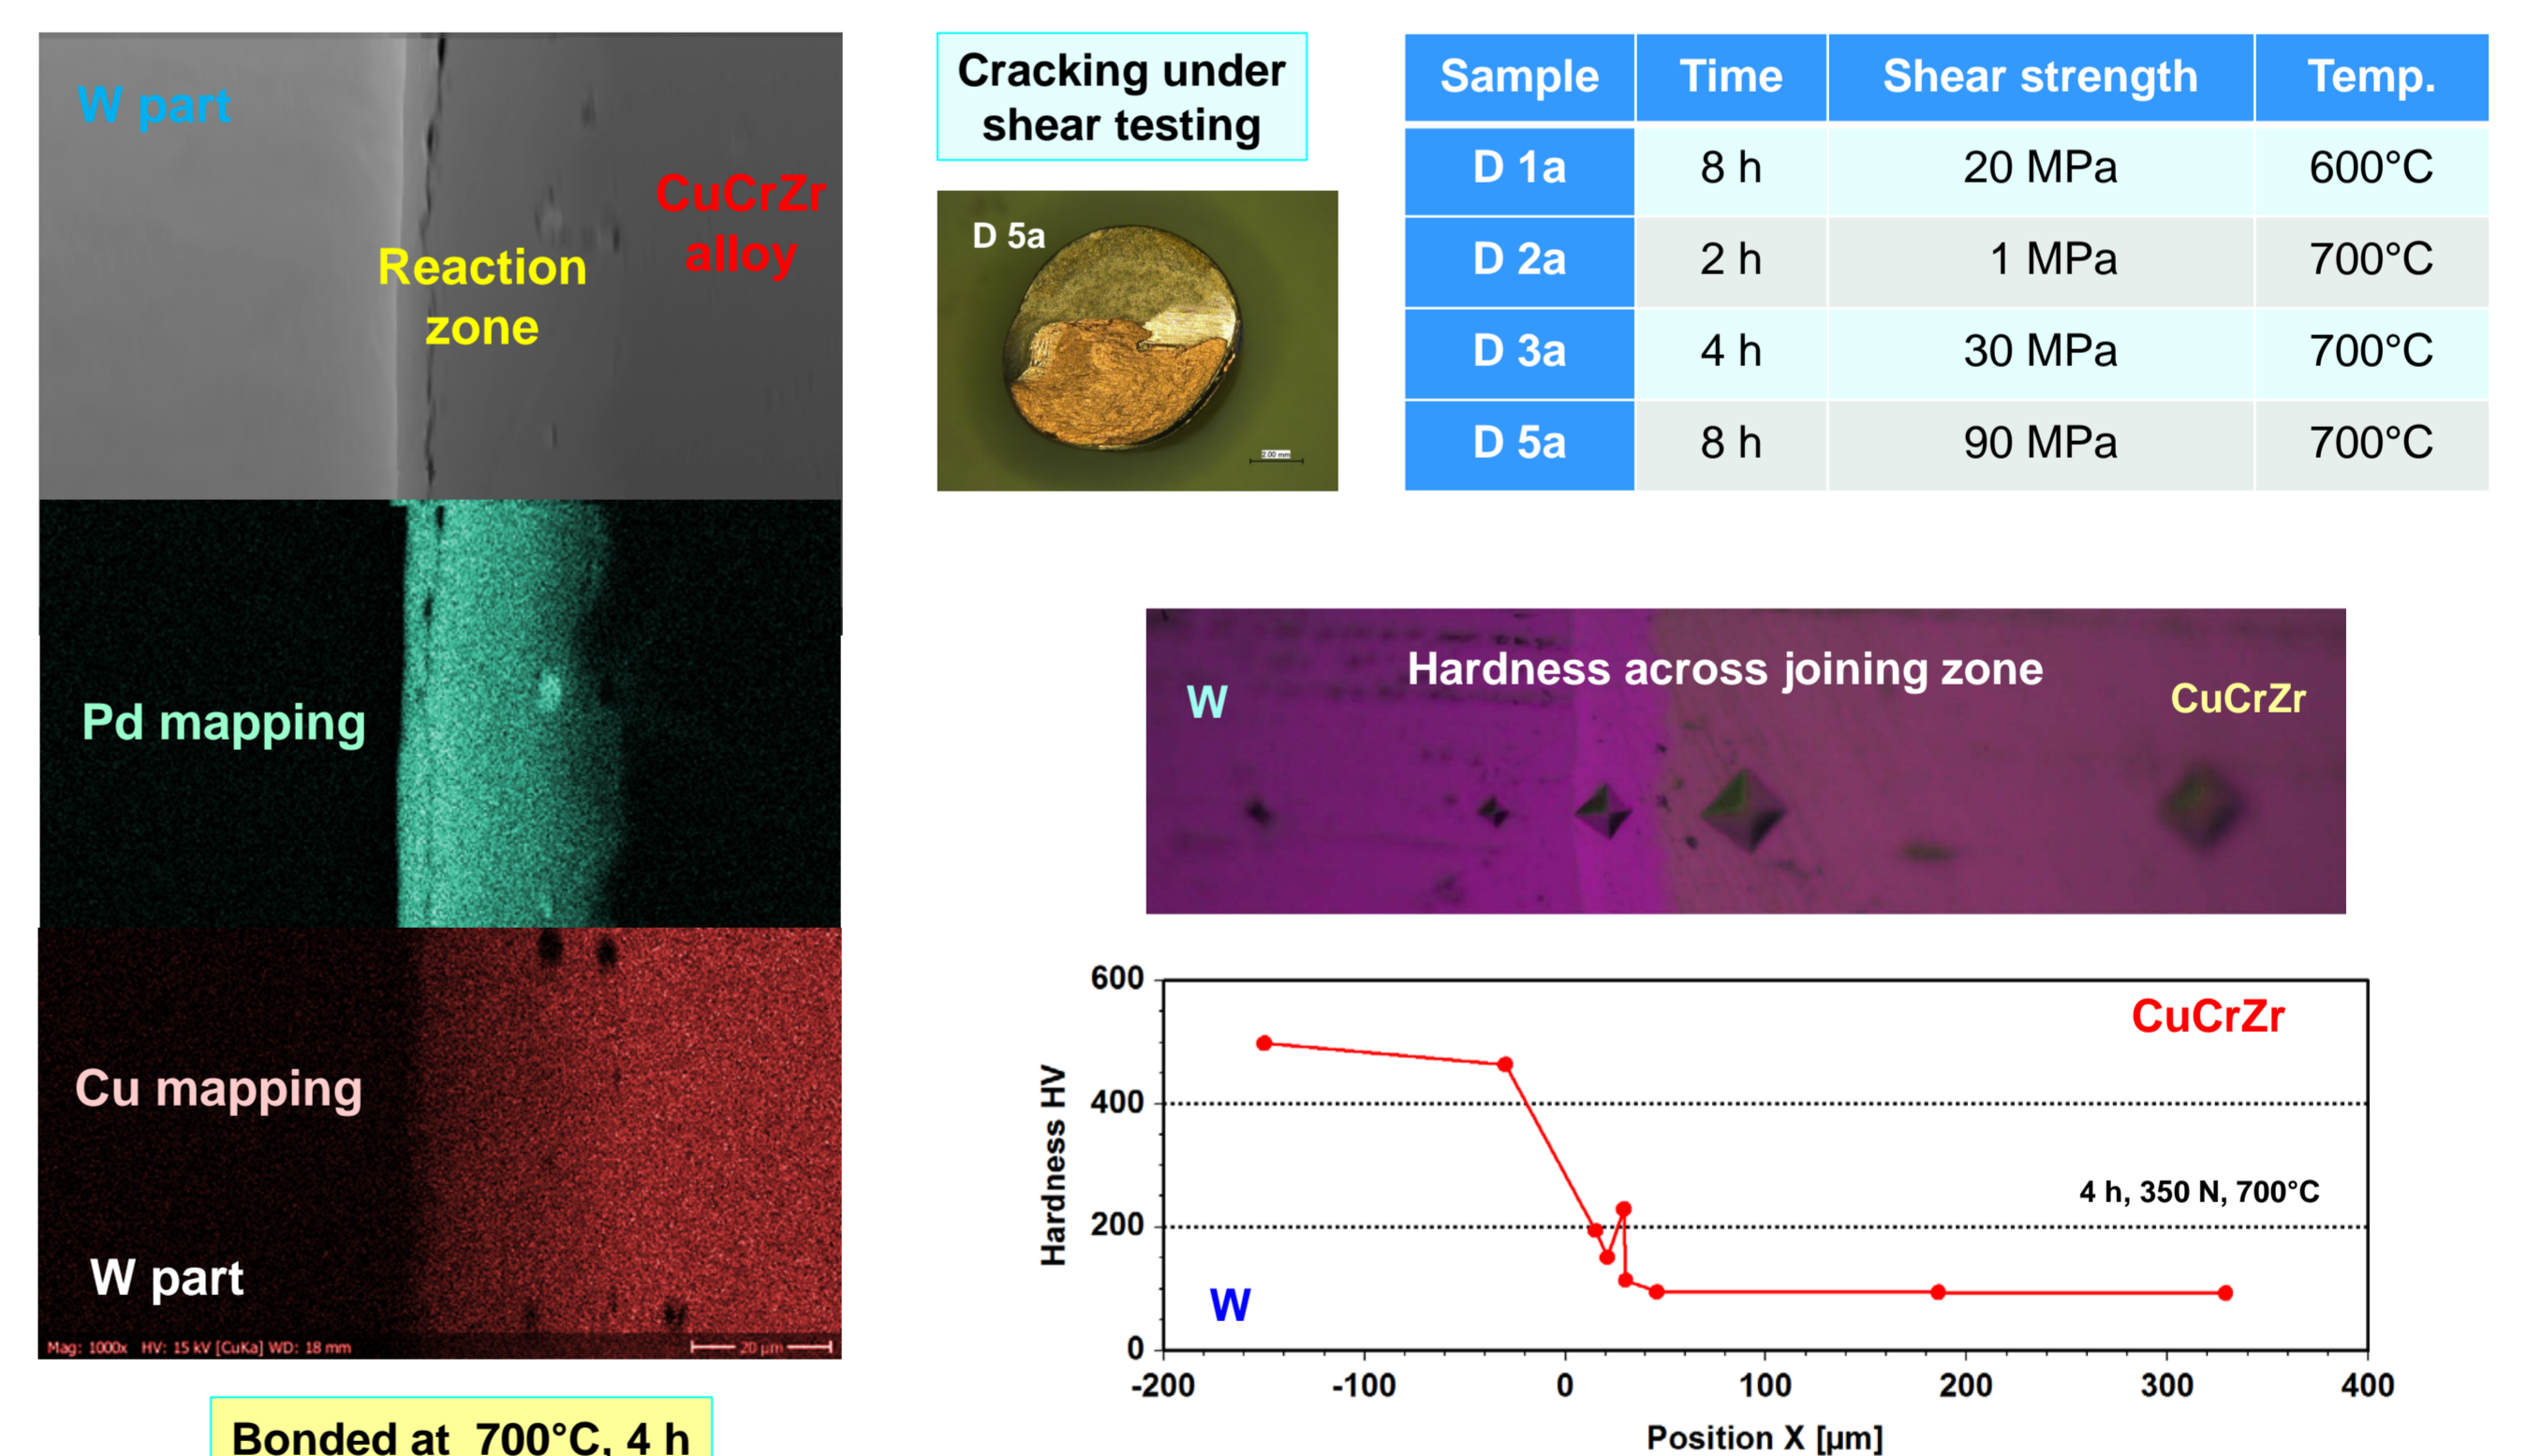 W part
CuCrZr
alloy
Reaction
zone
Pd mapping
Cu mapping
W part
Mag: 1000x HV: 15 kV [CuKa] WD: 18 mm
20 µm
Bonded at 700°C, 4 h
Cracking under
shear testing
D 5a
2.00 mm
Sample Time Shear strength Temp.
D 1a 8 h 20 MPa 600°C
D 2a 2 h 1 MPa 700°C
D 3a 4 h 30 MPa 700°C
D 5a 8 h 90 MPa 700°C
Hardness across joining zone
W
CuCrZr
600
400
200
0
Hardness HV
CuCrZr
4 h, 350 N, 700°C
W
-200 -100 0 100 200 300 400
Position X [µm]